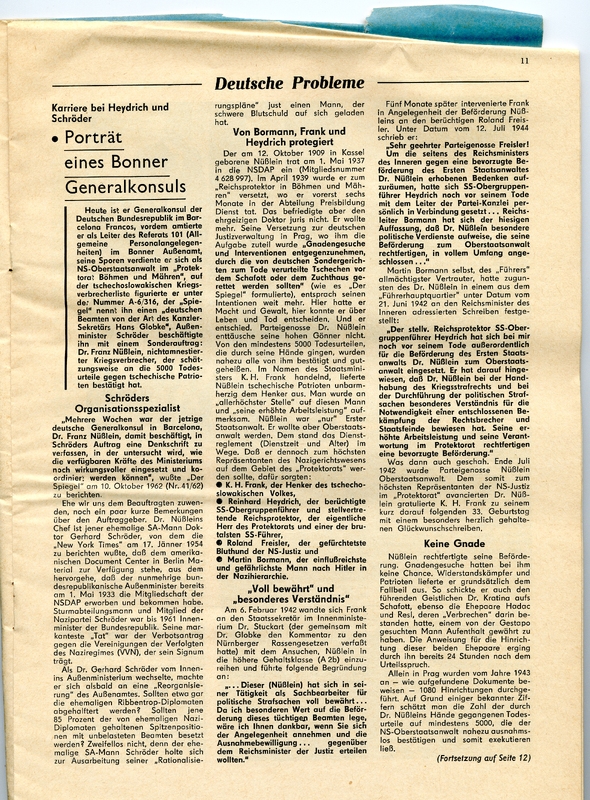 11
Deutsche Probleme
Karriere bei Heydrich und
Schröder
• Porträt
eines Bonner
Generalkonsuls
Heute ist er Generalkonsul der
Deutschen Bundesrepublik im Bar-
celona Francos, vordem amtierte
er als Leiter des Referats 101 (All-
gemeine Personalangelegen-
heiten) im Bonner Außenamt,
seine Sporen verdiente er sich als
NS-Oberstaatsanwalt im „Protek-
torat Böhmen und Mähren", auf
der tschechoslowakischen Kriegs-
verbrecherliste figurierte er unter
der Nummer A-6/316, der „Spie-
gel" nennt ihn einen „deutschen
Beamten von der Art des Kanzler-
Sekretärs Hans Globke", Außen-
minister Schröder beschäftigte
ihn mit einem Sonderauftrag:
Dr. Franz Nüßlein, nichtamnestier-
ter Kriegsverbrecher, der schät-
zungsweise an die 5000 Todes-
urteile gegen tschechische Patrio-
ten bestätigt hat.
Schröders
Organisationsspezialist
„Mehrere Wochen war der jetzige
deutsche Generalkonsul in Barcelona,
Dr. Franz Nüßlein, damit beschäftigt, in
Schröders Auftrag eine Denkschrift zu
verfassen, in der untersucht wird, wie
die verfügbaren Kräfte des Ministeriums
noch wirkungsvoller eingesetzt und ko-
ordiniert werden können", wußte „Der
Spiegel" am 10. Oktober 1962 (Nr. 41/62)
zu berichten.
Ehe wir uns dem Beauftragten zuwen-
den, noch ein paar kurze Bemerkungen
über den Auftraggeber. Dr. Nüßleins
Chef ist jener ehemalige SA-Mann Dok-
tor Gerhard Schröder, von dem die
„New York Times" am 17. Jänner 1954
zu berichten wußte, daß dem ameri-
kanischen Document Center in Berlin Ma-
terial zur Verfügung stehe, aus dem
hervorgehe, daß der nunmehrige bun-
desrepublikanische Außenminister bereits
am 1. Mai 1933 die Mitgliedschaft der
NSDAP erworben und bekommen habe.
Sturmabteilungsmann und Mitglied der
Nazipartei Schröder war bis 1961 Innen-
minister der Bundesrepublik. Seine mar-
kanteste „Tat" war der Verbotsantrag
gegen die Vereinigungen der Verfolgten
des Naziregimes (VVN), der sein Signum
trägt.
Als Dr. Gerhard Schröder vom Innen-
ins Außenministerium wechselte, machte
er sich alsbald an eine „Reorganisie-
rung" des Außenamtes. Sollten etwa gar
die ehemaligen Ribbentrop-Diplomaten
abgehalftert werden? Sollten jene
85 Prozent der von ehemaligen Nazi-
Diplomaten gehaltenen Spitzenpositio-
nen mit unbelasteten Beamten besetzt
werden? Zweifellos nicht, denn der ehe-
malige SA-Mann Schröder holte sich
zur Ausarbeitung seiner „Rationalisie-
rungspläne" just einen Mann, der
schwere Blutschuld auf sich geladen
hat.
Von Bormann, Frank und
Heydrich protegiert
Der am 12. Oktober 1909 in Kassel
geborene Nüßlein trat am 1. Mai 1937
in die NSDAP ein (Mitgliedsnummer
4 628 997). Im April 1939 wurde er zum
„Reichsprotektor in Böhmen und Mäh-
ren" versetzt, wo er vorerst sechs
Monate in der Abteilung Preisbildung
Dienst tat. Das befriedigte aber den
ehrgeizigen Doktor juris nicht. Er wollte
mehr. Seine Versetzung zur deutschen
Justizverwaltung in Prag, wo ihm die
Aufgabe zuteil wurde „Gnadengesuche
und Interventionen entgegenzunehmen,
durch die von deutschen Sondergerich-
ten zum Tode verurteilte Tschechen vor
dem Schafott oder dem Zuchthaus ge-
rettet werden sollten" (wie es „Der
Spiegel" formulierte), entsprach seinen
Intentionen weit mehr. Hier hatte er
Macht und Gewalt, hier konnte er über
Leben und Tod entscheiden. Und er
entschied. Parteigenosse Dr. Nüßlein
enttäusche seine hohen Gönner nicht.
Von den mindestens 5000 Todesurteilen,
die durch seine Hände gingen, wurden
nahezu alle von ihm bestätigt und gut-
geheißen. Im Namen des Staatsmini-
sters K. H. Frank handelnd, lieferte
Nüßlein tschechische Patrioten unbarm-
herzig dem Henker aus. Man wurde an
„allerhöchster Stelle" auf diesen Mann
und „seine erhöhte Arbeitsleistung" auf-
merksam. Nüßlein war „nur" Erster
Staatsanwalt. Er wollte aber Oberstaats-
anwalt werden. Dem stand das Dienst-
reglement (Dienstzeit und Alter) im
Wege. Daß er dennoch zum höchsten
Repräsentanten des Nazigerichtswesens
auf dem Gebiet des „Protektorats" wer-
den sollte, dafür sorgten:
● K. H. Frank, der Henker des tschecho-
slowakischen Volkes,
● Reinhard Heydrich, der berüchtigte
SS-Obergruppenführer und stellvertre-
tende Reichsprotektor, der eigentliche
Herr des Protektorats und einer der bru-
talsten SS-Führer,
● Roland Freisler, der gefürchtetste
Bluthund der NS-Justiz und
● Martin Bormann, der einflußreichste
und gefährlichste Mann nach Hitler in
der Nazihierarchie.
„Voll bewährt" und
„besonderes Verständnis"
Am 6. Februar 1942 wandte sich Frank
an den Staatssekretär im Innenministe-
rium Dr. Stuckart (der gemeinsam mit
Dr. Globke den Kommentar zu den
Nürnberger Rassengesetzen verfaßt
hatte) mit dem Ansuchen, Nüßlein in
die höhere Gehaltsklasse (A 2b) einzu-
reihen und führte folgende Begründung
an:
„... Dieser (Nüßlein) hat sich in sei-
ner Tätigkeit als Sachbearbeiter für
politische Strafsachen voll bewährt...
Da ich besonderen Wert auf die Beför-
derung dieses tüchtigen Beamten lege,
wäre ich Ihnen dankbar, wenn Sie sich
der Angelegenheit annehmen und die
Ausnahmebewilligung... gegenüber
dem Reichsminister der Justiz erteilen
wollten."
Fünf Monate später intervenierte Frank
in Angelegenheit der Beförderung Nüß-
leins an den berüchtigten Roland Freis-
ler. Unter Datum vom 12. Juli 1944
schrieb er:
„Sehr geehrter Parteigenosse Freisler!
Um die seitens des Reichsministers
des Inneren gegen eine bevorzugte Be-
förderung des Ersten Staatsanwaltes
Dr. Nüßlein erhobenen Bedenken auf-
zuräumen, hatte sich SS-Obergruppen-
führer Heydrich noch vor seinem Tode
mit dem Leiter der Partei-Kanzlei per-
sönlich in Verbindung gesetzt... Reichs-
leiter Bormann hat sich der hiesigen
Auffassung, daß Dr. Nüßlein besondere
politische Verdienste aufweise, die seine
Beförderung zum Oberstaatsanwalt
rechtfertigen, in vollem Umfang ange-
schlossen..."
Martin Bormann selbst, des „Führers"
allmächtigster Vertrauter, hatte zugun-
sten des Dr. Nüßlein in einem aus dem
„Führerhauptquartier" unter Datum vom
21. Juni 1942 an den Reichsminister des
Inneren adressierten Schreiben festge-
stellt:
„Der stellv. Reichsprotektor SS-Ober-
gruppenführer Heydrich hat sich bei mir
noch vor seinem Tode außerordentlich
für die Beförderung des Ersten Staats-
anwalts Dr. Nüßlein zum Oberstaats-
anwalt eingesetzt. Er hat darauf hinge-
wiesen, daß Dr. Nüßlein bei der Hand-
habung des Kriegsstrafrechts und bei
der Durchführung der politischen Straf-
sachen besonderes Verständnis für die
Notwendigkeit einer entschlossenen Be-
kämpfung der Rechtsbrecher und
Staatsfeinde bewiesen hat. Seine er-
höhte Arbeitsleistung und seine Verant-
wortung im Protektorat rechtfertigen
eine bevorzugte Beförderung."
Was dann auch geschah. Ende Juli
1942 wurde Parteigenosse Nüßlein
Oberstaatsanwalt. Dem somit zum
höchsten Repräsentanten der NS-Justiz
im „Protektorat" avancierten Dr. Nüß-
lein gratulierte K. H. Frank zu seinem
kurz darauf folgenden 33. Geburtstag
mit einem besonders herzlich gehalte-
nen Glückwunschschreiben.
Keine Gnade
Nüßlein rechtfertigte seine Beförde-
rung. Gnadengesuche hatten bei ihm
keine Chance. Widerstandskämpfer und
Patrioten lieferte er grundsätzlich dem
Fallbeil aus. So schickte er auch den
führenden Geistlichen Dr. Kratina aufs
Schafott, ebenso die Ehepaare Hadac
und Resl, deren „Verbrechen" darin be-
standen hatte, einem von der Gestapo
gesuchten Mann Aufenthalt gewährt zu
haben. Die Anweisung für die Hinrich-
tung dieser beiden Ehepaare erging
durch ihn bereits 24 Stunden nach dem
Urteilsspruch.
Allein in Prag wurden vom Jahre 1943
an — wie aufgefundene Dokumente be-
weisen — 1080 Hinrichtungen durchge-
führt. Auf Grund einiger bekannter Zif-
fern schätzt man die Zahl der durch
Dr. Nüßleins Hände gegangenen Todes-
urteile auf mindestens 5000, die der
NS-Oberstaatsanwalt nahezu ausnahms-
los bestätigen und somit exekutieren
ließ.
(Fortsetzung auf Seite 12)